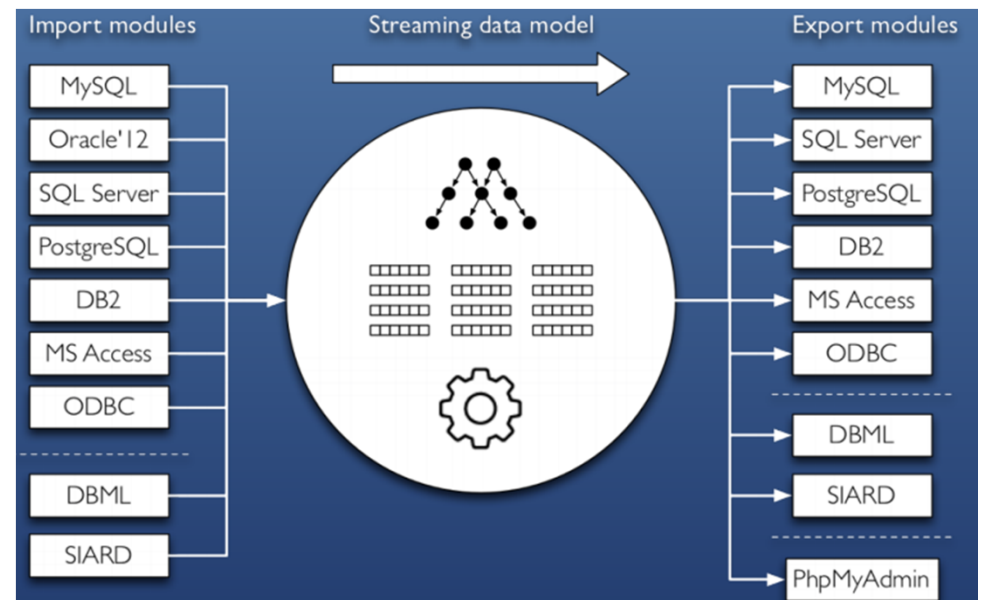 Import modules
Streaming data model
Export modules
MySQL
Oracle'12
SQL Server
PostgreSQL
DB2
MS Access
ODBC
DBML
SIARD
MySQL
SQL Server
PostgreSQL
DB2
MS Access
ODBC
DBML
SIARD
PhpMyAdmin